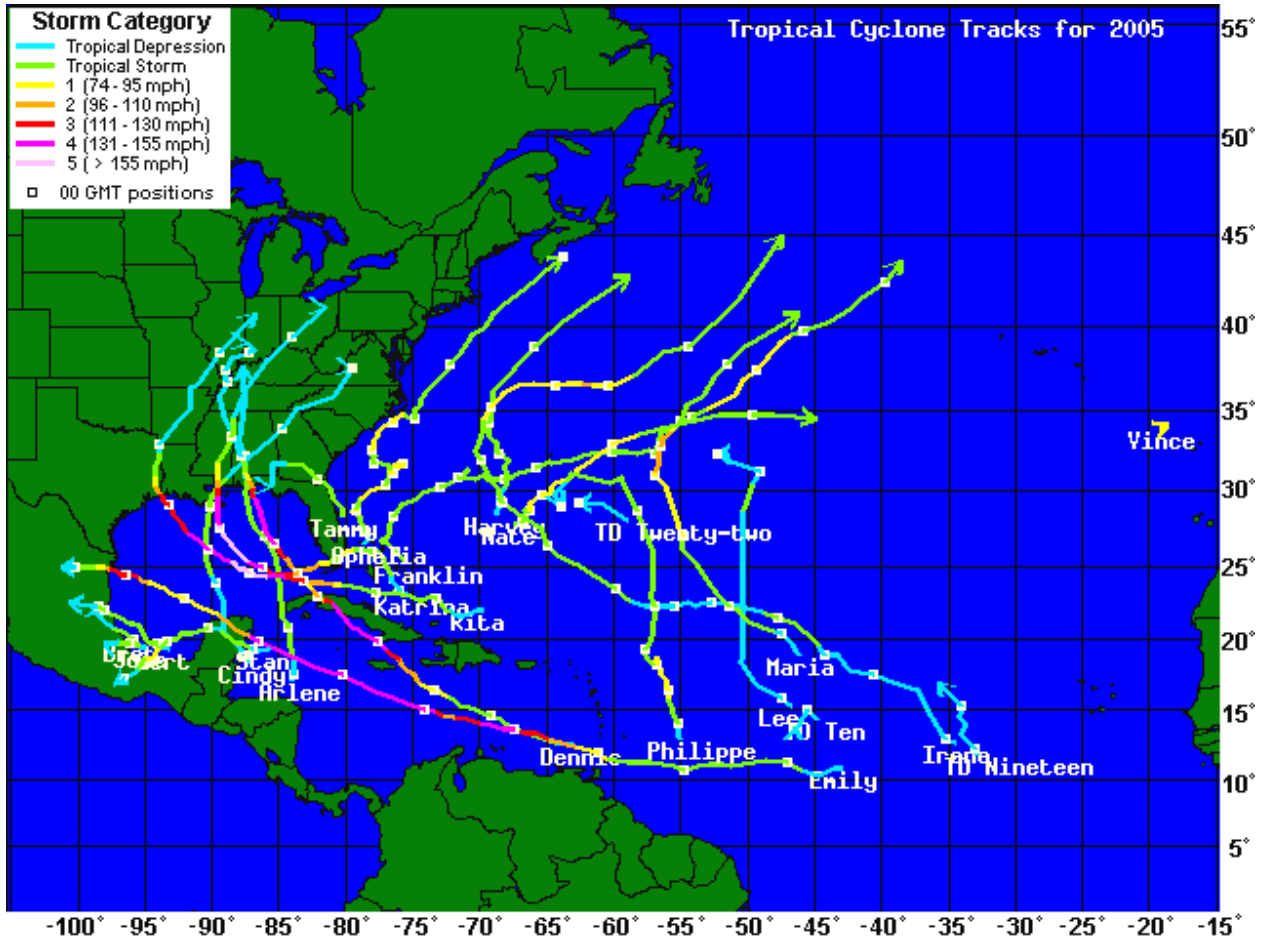 Storm Category
Tropical Depression
Tropical Storm
1 (74 - 95 mph)
2 (96 - 110 mph)
3 (111 - 130 mph)
4 (131 - 155 mph)
5 ( > 155 mph)
00 GMT positions
Tropical Cyclone Tracks for 2005
55°
50°
45°
40°
35°
30°
25°
20°
15°
10°
5°
Vince
Tammy
Harvey
Nate
TD Twenty-two
Ophelia
Franklin
Katrina
Rita
Stan
Cindy
Arlene
Maria
Lee
TD Ten
Dennis
Philippe
Irene
TD Nineteen
Emily
-100°
-95°
-90°
-85°
-80°
-75°
-70°
-65°
-60°
-55°
-50°
-45°
-40°
-35°
-30°
-25°
-20°
-15°